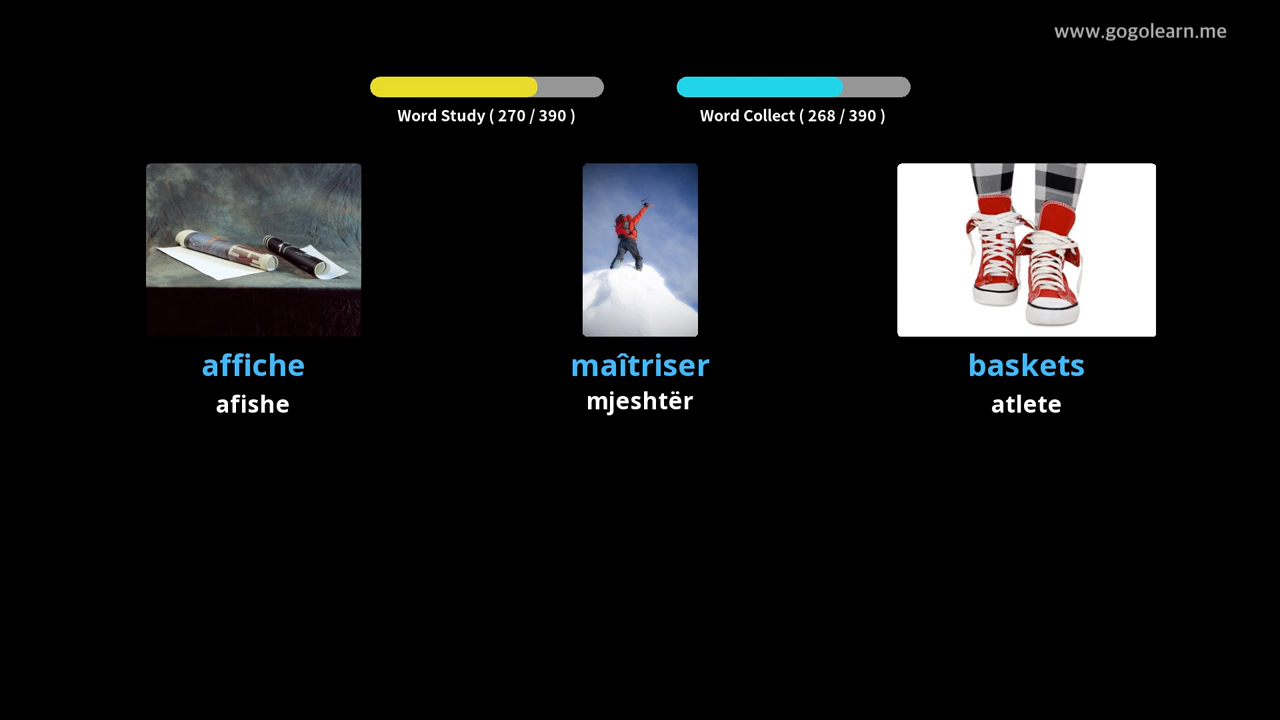 www.gogolearn.me
Word Study ( 270 / 390 )
Word Collect ( 268 / 390 )
affiche
maîtriser
baskets
afishe
mjeshtër
atlete